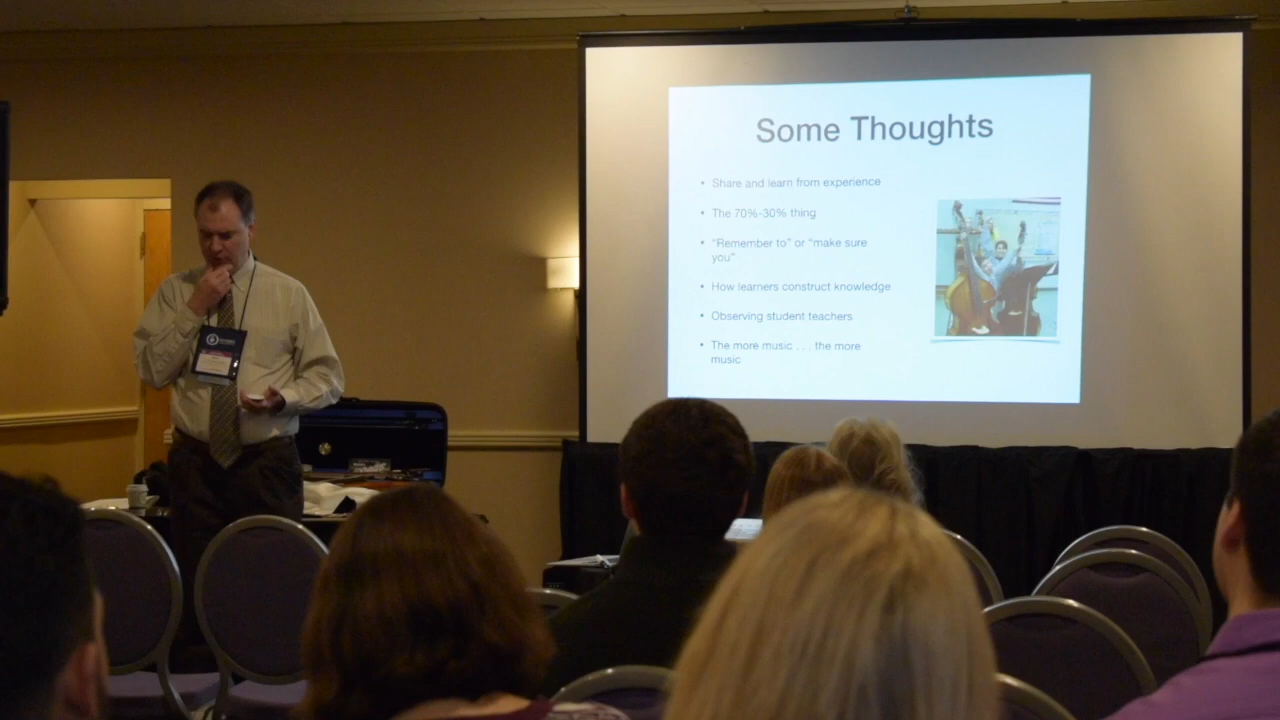 Some Thoughts
• Share and learn from experience
• The 70%-30% thing
• “Remember to” or “make sure
you”
• How learners construct knowledge
• Observing student teachers
• The more music . . . the more
music